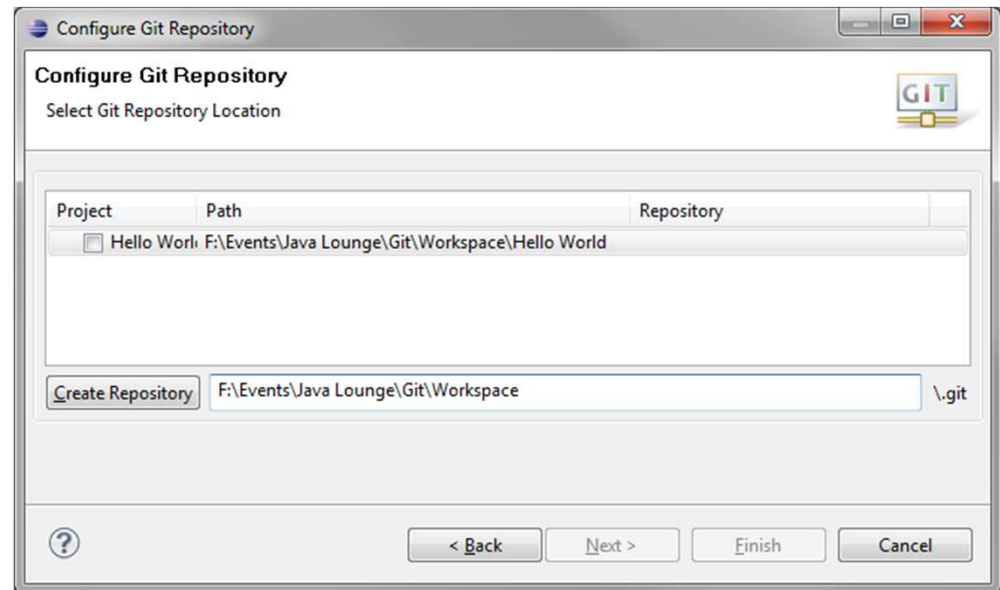 Configure Git Repository
Configure Git Repository
Select Git Repository Location
GIT
Project Path Repository
Hello Worl F:\Events\Java Lounge\Git\Workspace\Hello World
Create Repository F:\Events\Java Lounge\Git\Workspace \.git
? < Back Next > Finish Cancel